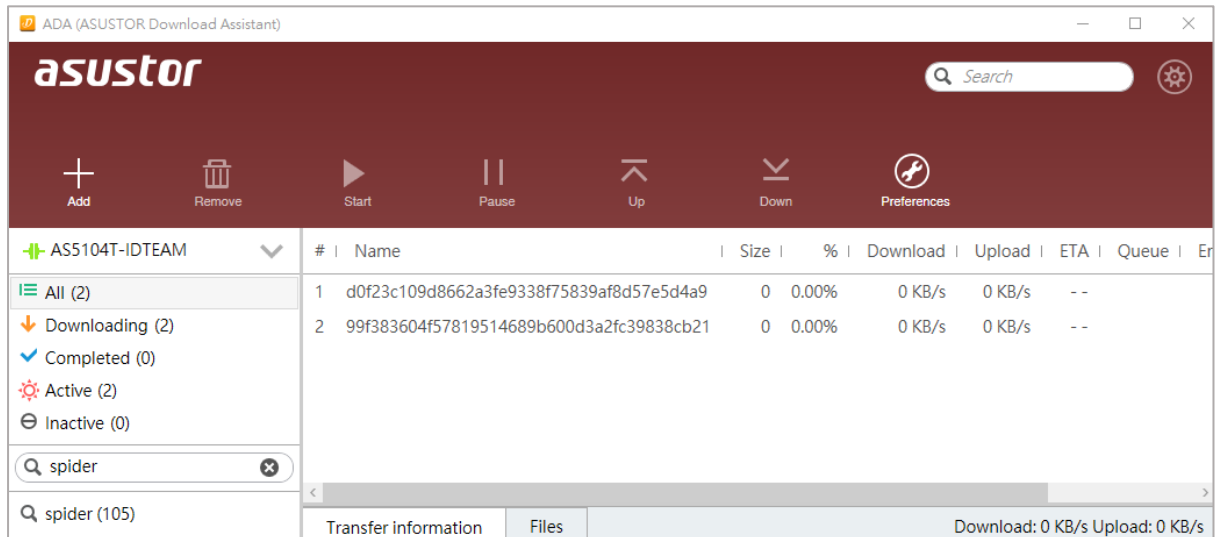 ADA (ASUSTOR Download Assistant)
asustor
Search
Add Remove Start Pause Up Down Preferences
AS5104T-IDTEAM
All (2)
Downloading (2)
Completed (0)
Active (2)
Inactive (0)
spider
spider (105)
# Name Size % Download Upload ETA Queue Er
1 d0f23c109d8662a3fe9338f75839af8d57e5d4a9 0 0.00% 0 KB/s 0 KB/s - -
2 99f383604f57819514689b600d3a2fc39838cb21 0 0.00% 0 KB/s 0 KB/s - -
Transfer information Files Download: 0 KB/s Upload: 0 KB/s